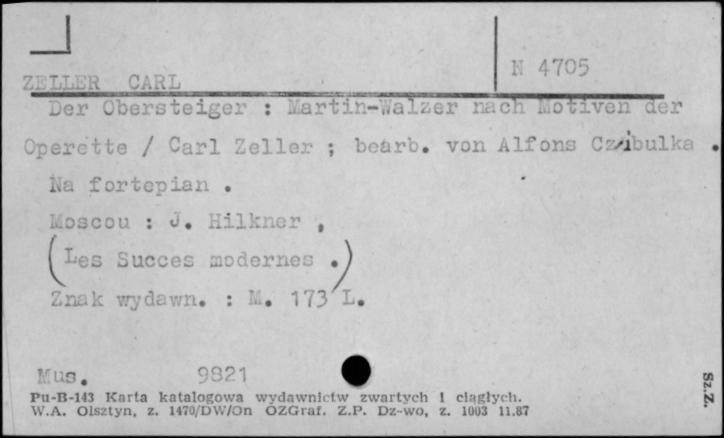 N 4705
ZELLER CARL
Der Obersteiger : Martin-Walzer nach Motiven der
Operette / Carl Zeller ; bearb. von Alfons Czibulka .
Na fortepian .
Moscou : J. Hilkner ,
(Les Succes modernes .)
Znak wydawn. : M. 173 L.
Mus. 9821
Pu-B-143 Karta katalogowa wydawnictw zwartych i ciągłych.
W.A. Olsztyn, z. 1470/DW/On OZGraf. Z.P. Dz-wo, z. 1003 11.87
Sz.Z.